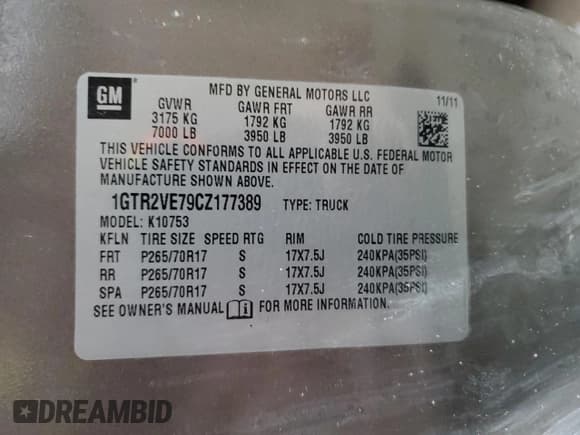 GM
MFD BY GENERAL MOTORS LLC
11/11
GVWR GAWR FRT GAWR RR
3175 KG 1792 KG 1792 KG
7000 LB 3950 LB 3950 LB
THIS VEHICLE CONFORMS TO ALL APPLICABLE U.S. FEDERAL MOTOR
VEHICLE SAFETY STANDARDS IN EFFECT ON THE DATE OF
MANUFACTURE SHOWN ABOVE.
1GTR2VE79CZ177389 TYPE: TRUCK
MODEL: K10753
KFLN TIRE SIZE SPEED RTG RIM COLD TIRE PRESSURE
FRT P265/70R17 S 17X7.5J 240KPA(35PSI)
RR P265/70R17 S 17X7.5J 240KPA(35PSI)
SPA P265/70R17 S 17X7.5J 240KPA(35PSI)
SEE OWNER'S MANUAL i FOR MORE INFORMATION.
DREAMBID